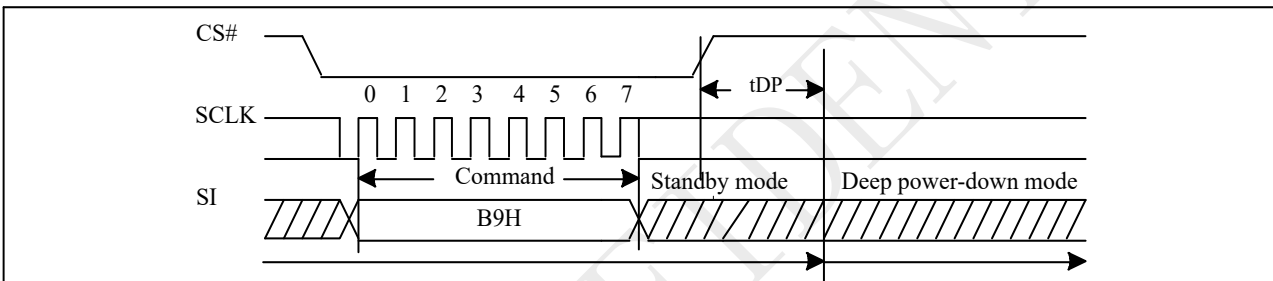 CS#
tDP
0 1 2 3 4 5 6 7
SCLK
Command
Standby mode Deep power-down mode
SI
B9H